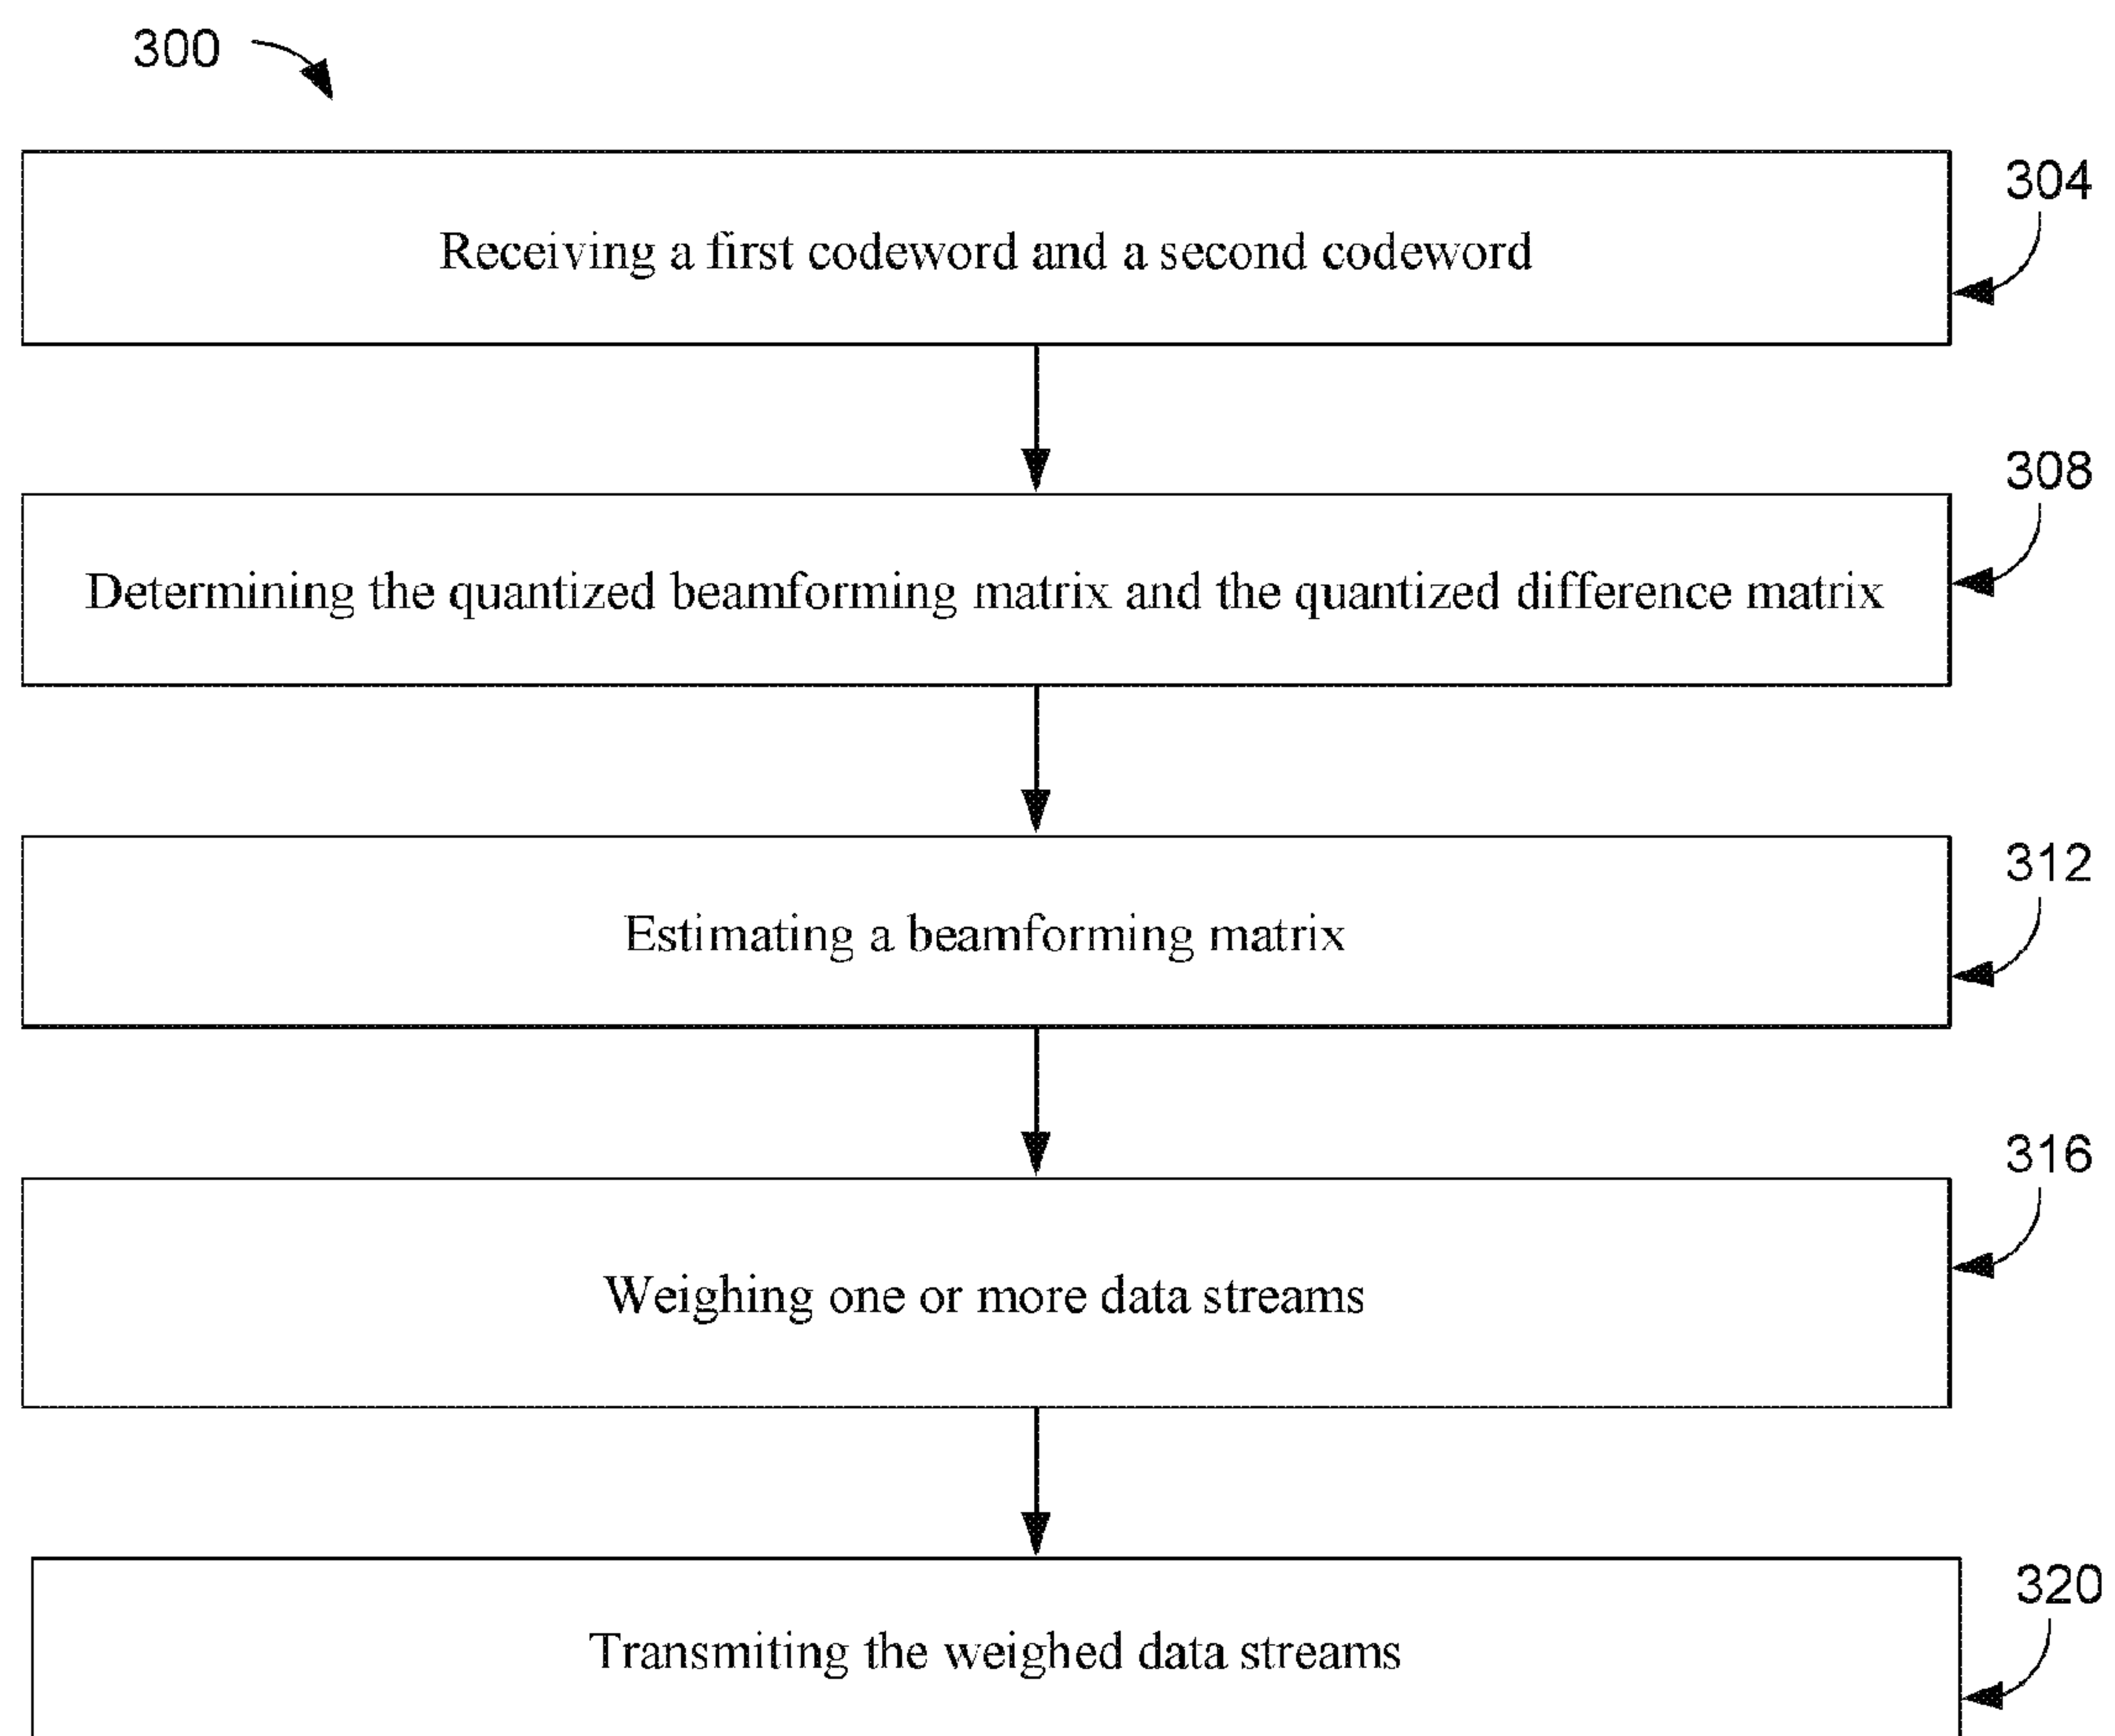 300
304
Receiving a first codeword and a second codeword
308
Determining the quantized beamforming matrix and the quantized difference matrix
312
Estimating a beamforming matrix
316
Weighing one or more data streams
320
Transmiting the weighed data streams